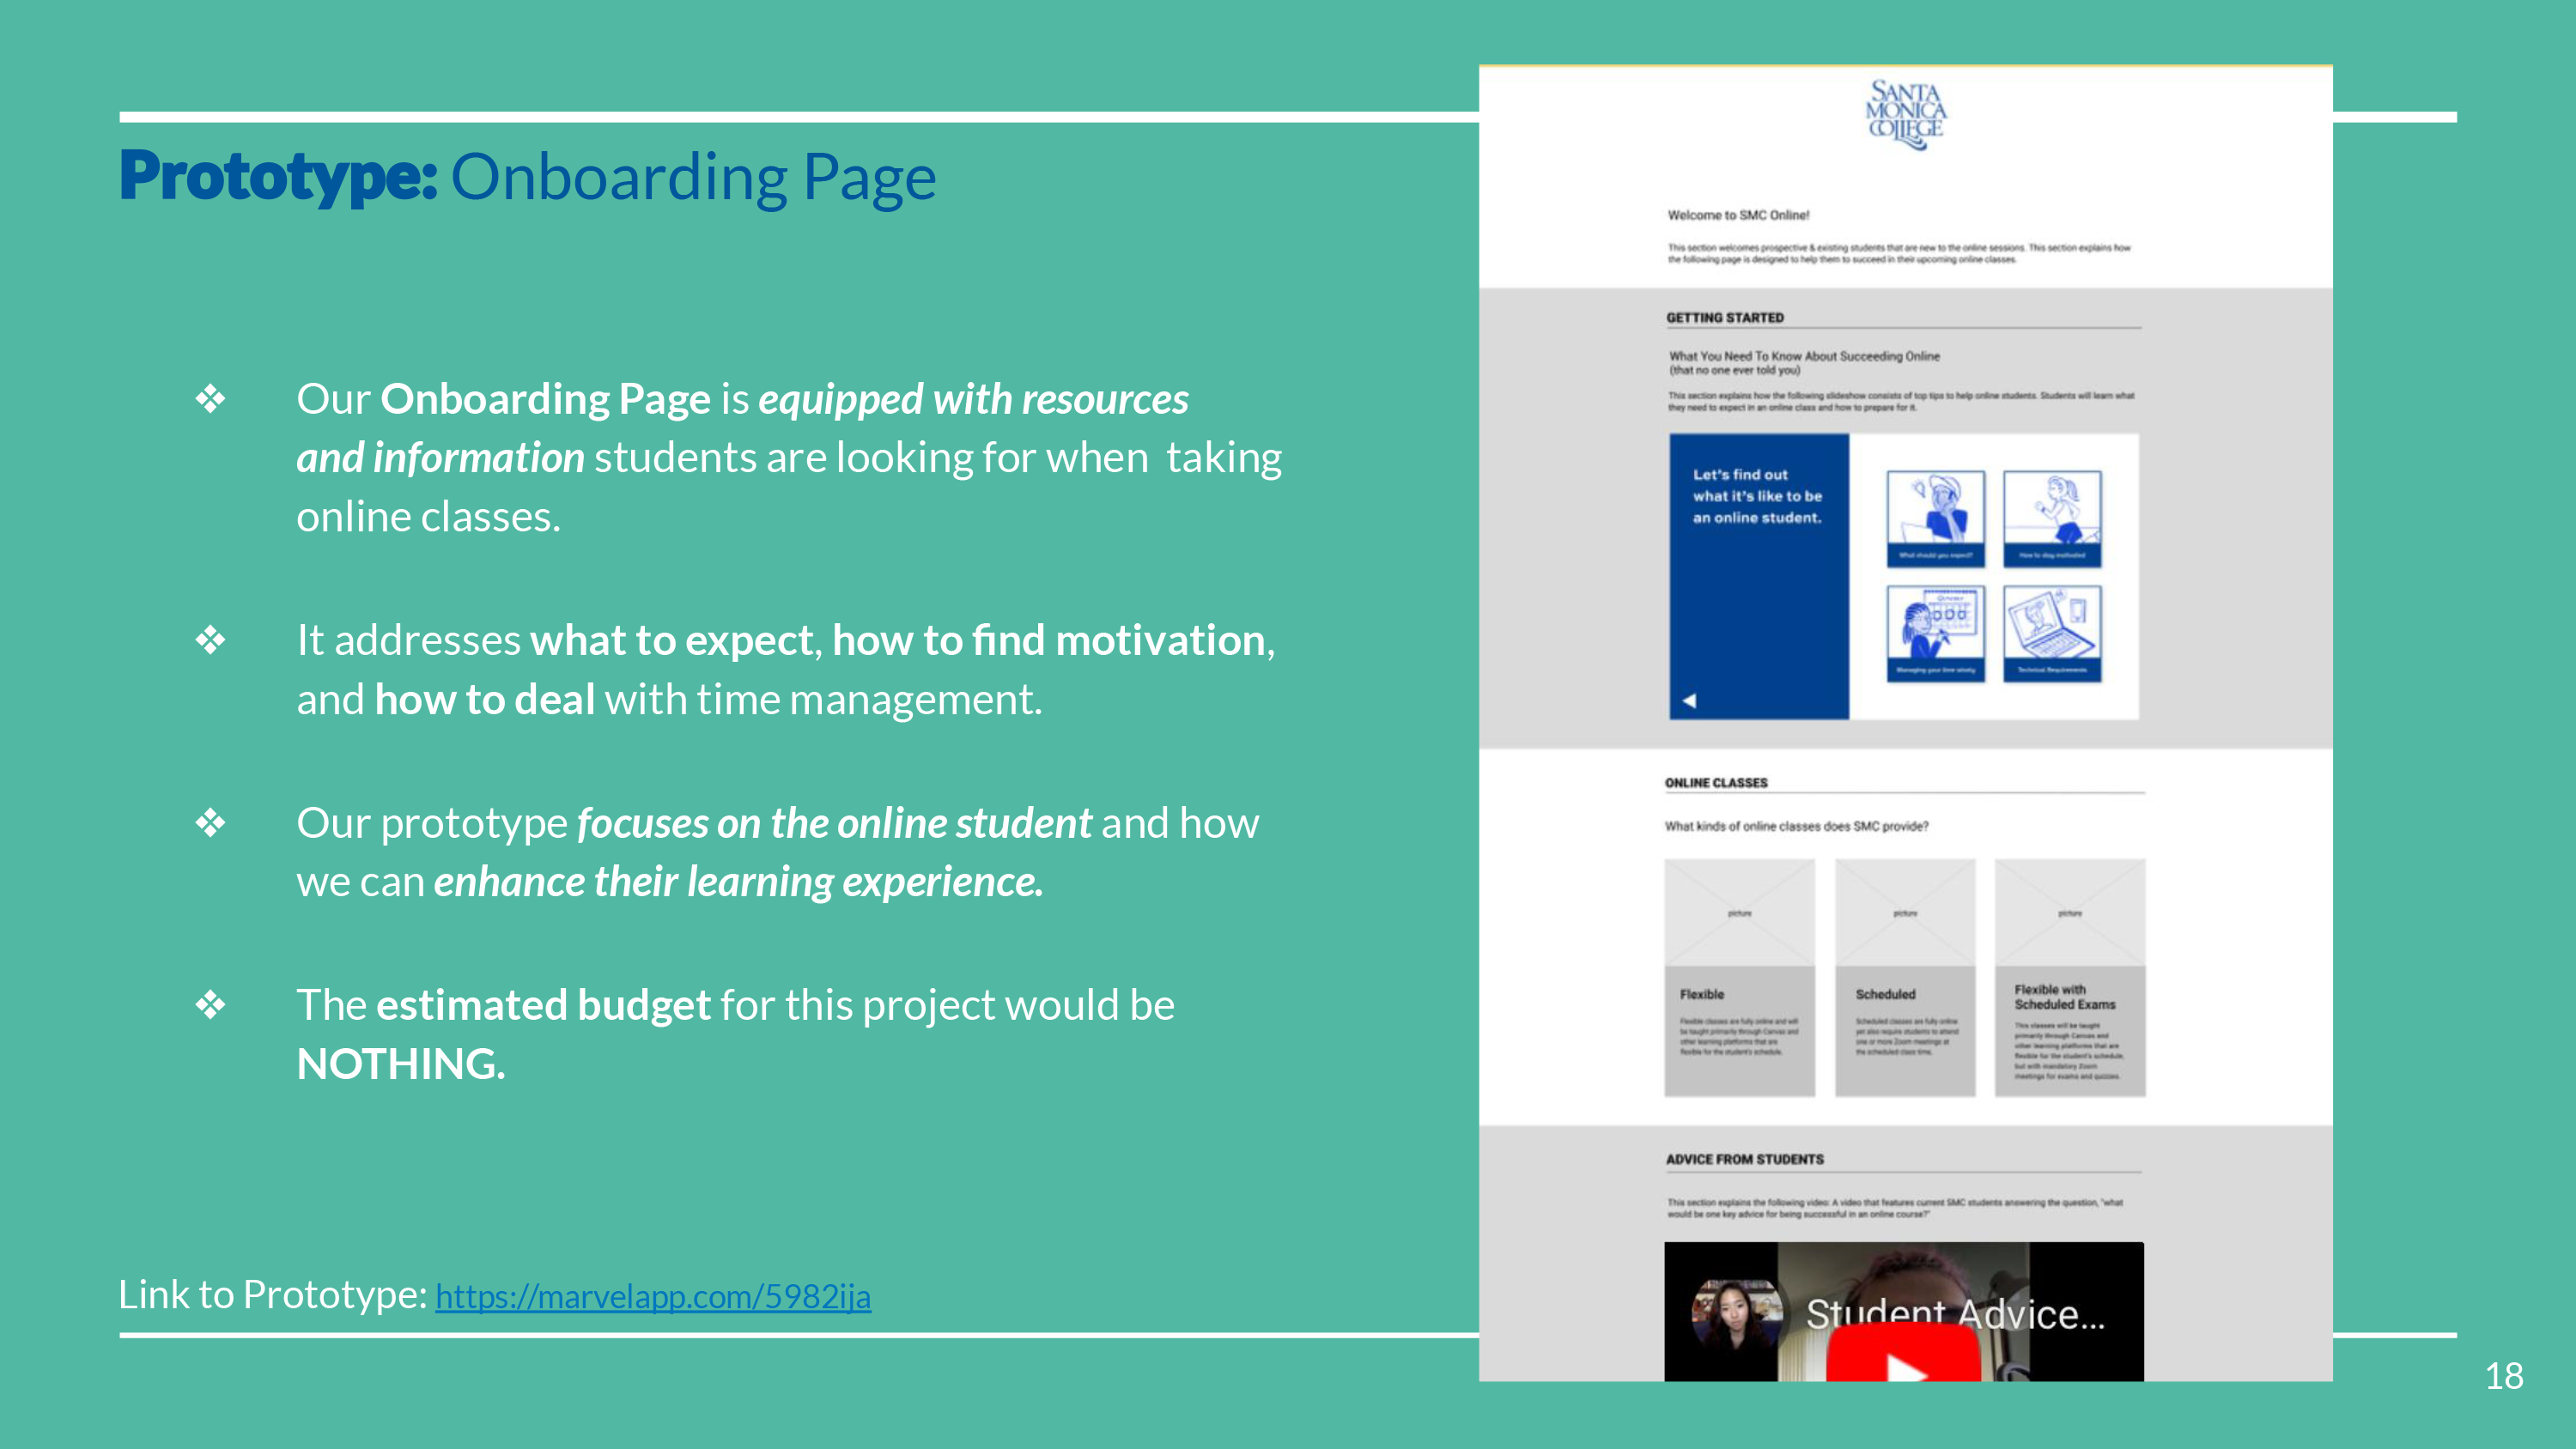 Prototype: Onboarding Page
❖ Our Onboarding Page is equipped with resources
and information students are looking for when taking
online classes.
❖ It addresses what to expect, how to find motivation,
and how to deal with time management.
❖ Our prototype focuses on the online student and how
we can enhance their learning experience.
❖ The estimated budget for this project would be
NOTHING.
Link to Prototype: https://marvelapp.com/5982ija
SANTA
MONICA
COLLEGE
Welcome to SMC Online!
This section welcomes prospective & existing students that are new to the online sessions. This section explains how
the following page is designed to help them to succeed in their upcoming online classes.
GETTING STARTED
What You Need To Know About Succeeding Online
(that no one ever told you)
This section explains how the following slideshow consists of top tips to help online students. Students will learn what
they need to expect in an online class and how to prepare for it.
Let's find out
what it's like to be
an online student.
What should you expect?
How to stay motivated
Managing your time wisely
Technical Requirements
ONLINE CLASSES
What kinds of online classes does SMC provide?
picture
picture
picture
Flexible
Flexible classes are fully online and will
be taught primarily through Canvas and
other learning platforms that are
flexible for the student's schedule.
Scheduled
Scheduled classes are fully online
yet also require students to attend
one or more Zoom meetings at
the scheduled class time.
Flexible with
Scheduled Exams
This classes will be taught
primarily through Canvas and
other learning platforms that are
flexible for the student's schedule,
but with mandatory Zoom
meetings for exams and quizzes.
ADVICE FROM STUDENTS
This section explains the following video: A video that features current SMC students answering the question, "what
would be one key advice for being successful in an online course?"
Student Advice...
18